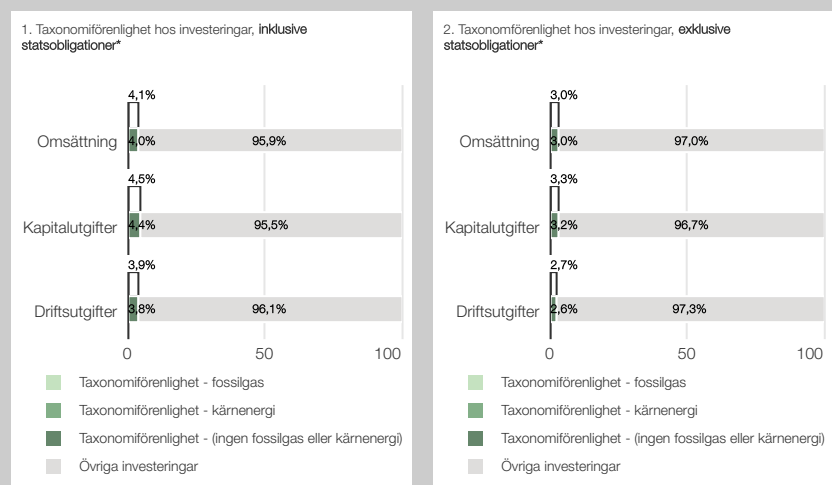 1. Taxonomiförenlighet hos investeringar, inklusive
statsobligationer*
4,1%
Omsättning
4,0%
95,9%
4,5%
Kapitalutgifter
4,4%
95,5%
3,9%
Driftsutgifter
3,8%
96,1%
0
50
100
Taxonomiförenlighet - fossilgas
Taxonomiförenlighet - kärnenergi
Taxonomiförenlighet - (ingen fossilgas eller kärnenergi)
Övriga investeringar
2. Taxonomförenlighet hos investeringar, exklusive
statsobligationer*
3,0%
Omsättning
3,0%
97,0%
3,3%
Kapitalutgifter
3,2%
96,7%
2,7%
Driftsutgifter
2,6%
97,3%
0
50
100
Taxonomiförenlighet - fossilgas
Taxonomiförenlighet - kärnenergi
Taxonomiförenlighet - (ingen fossilgas eller kärnenergi)
Övriga investeringar